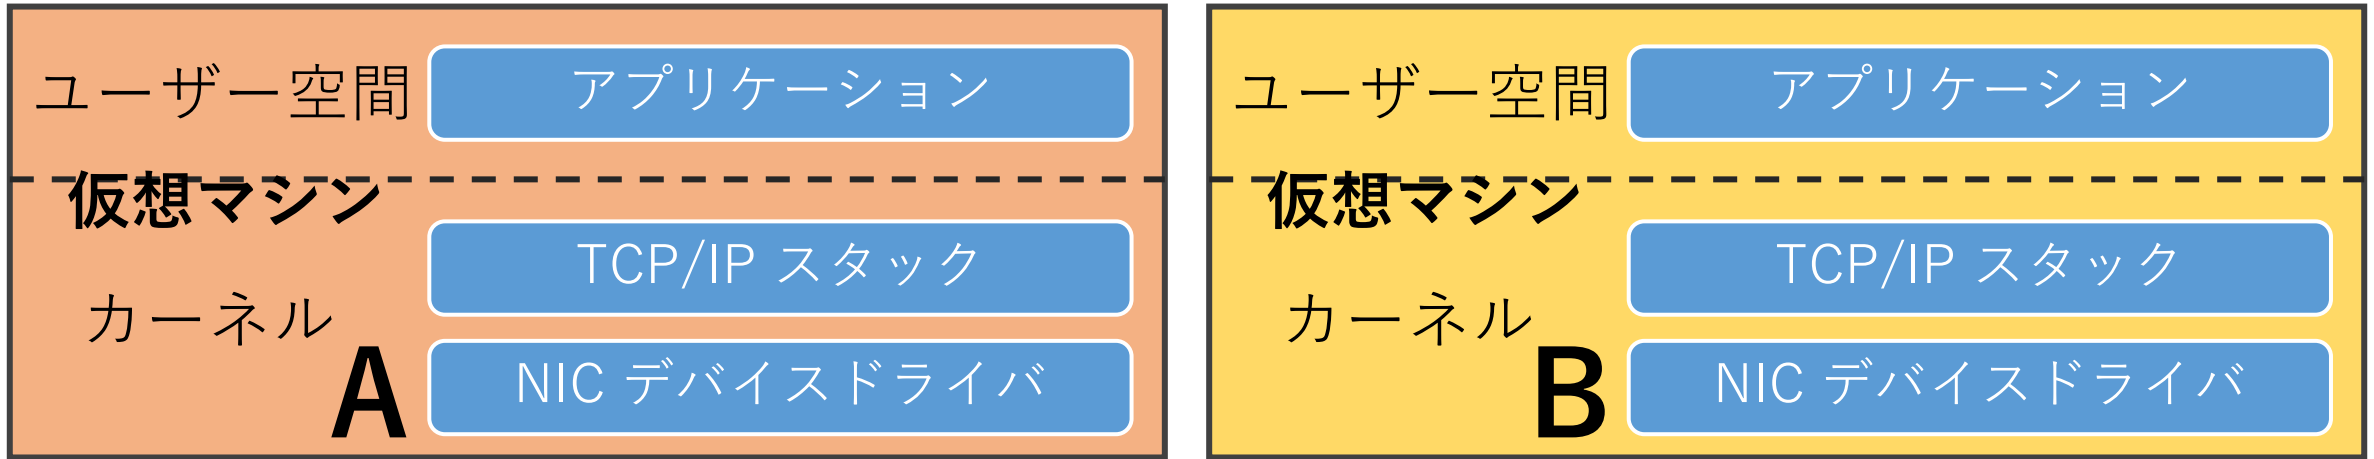 ユーザー空間
アプリケーション
仮想マシン
TCP/IP スタック
カーネル
A
NIC デバイスドライバ
ユーザー空間
アプリケーション
仮想マシン
TCP/IP スタック
カーネル
B
NIC デバイスドライバ